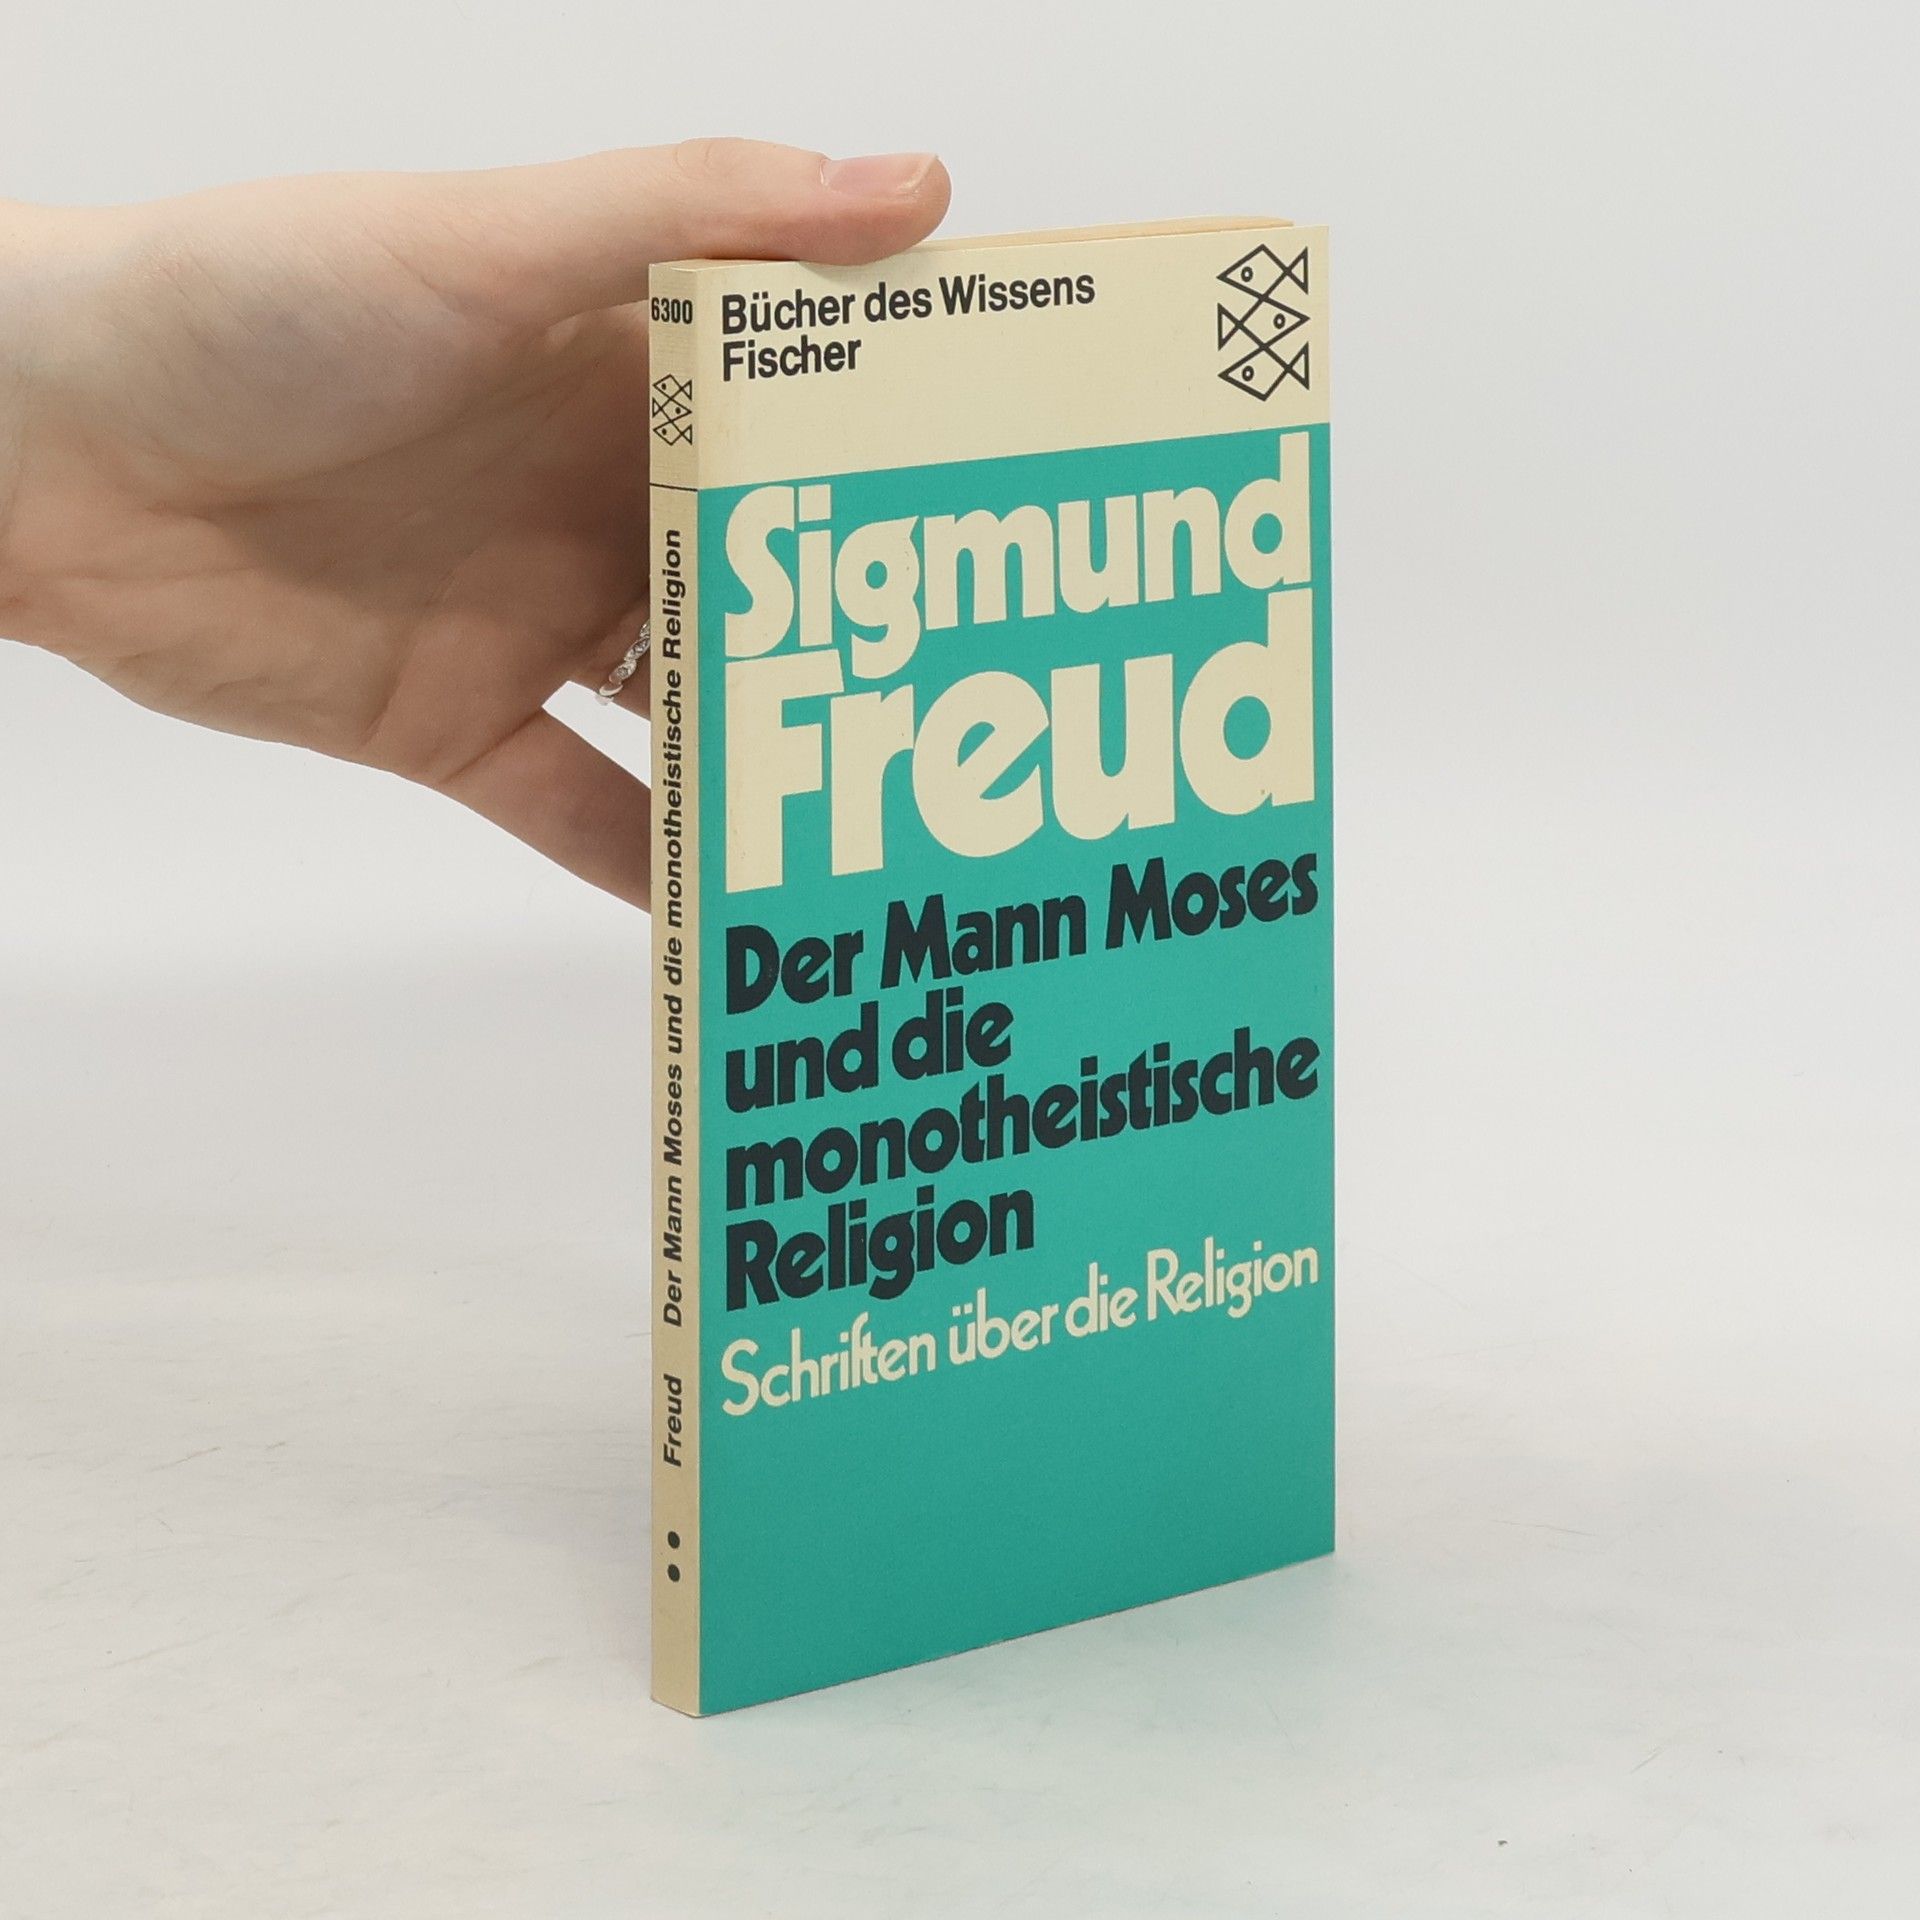 6300
Freud Der Mann Moses und die monotheistische Religion
Bücher des Wissens
Fischer
Sigmund
Freud
Der Mann Moses
und die
monotheistische
Religion
Schriften über die Religion